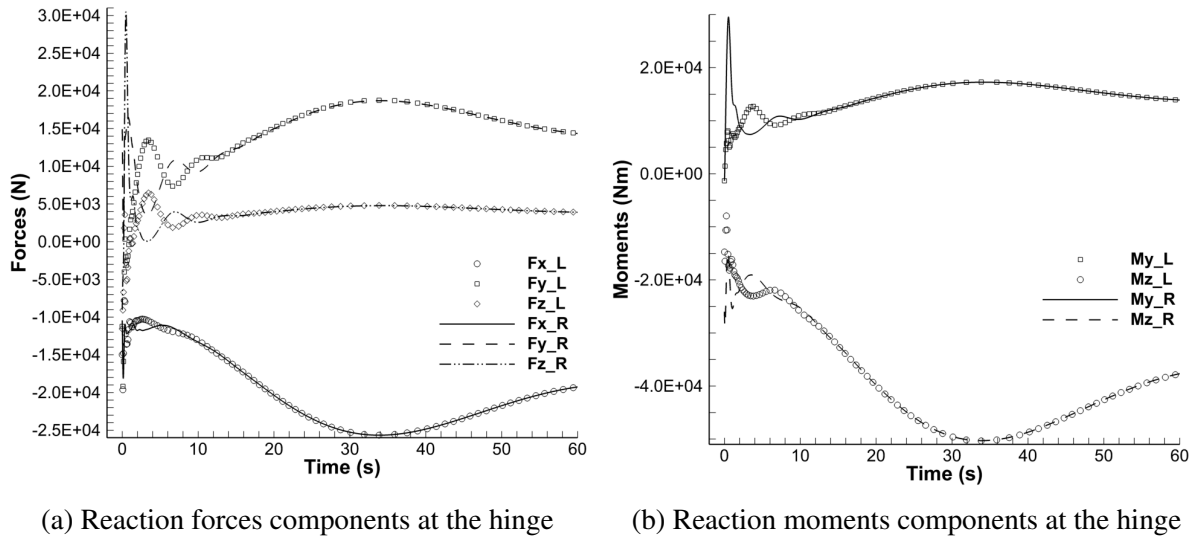 3.0E+04
2.5E+04
2.0E+04
1.5E+04
1.0E+04
5.0E+03
0.0E+00
-5.0E+03
-1.0E+04
-1.5E+04
-2.0E+04
-2.5E+04
Forces (N)
Fx_L
Fy_L
Fz_L
Fx_R
Fy_R
Fz_R
0 10 20 30 40 50 60
Time (s)
(a) Reaction forces components at the hinge
2.0E+04
0.0E+00
-2.0E+04
-4.0E+04
Moments (Nm)
My_L
Mz_L
My_R
Mz_R
0 10 20 30 40 50 60
Time (s)
(b) Reaction moments components at the hinge